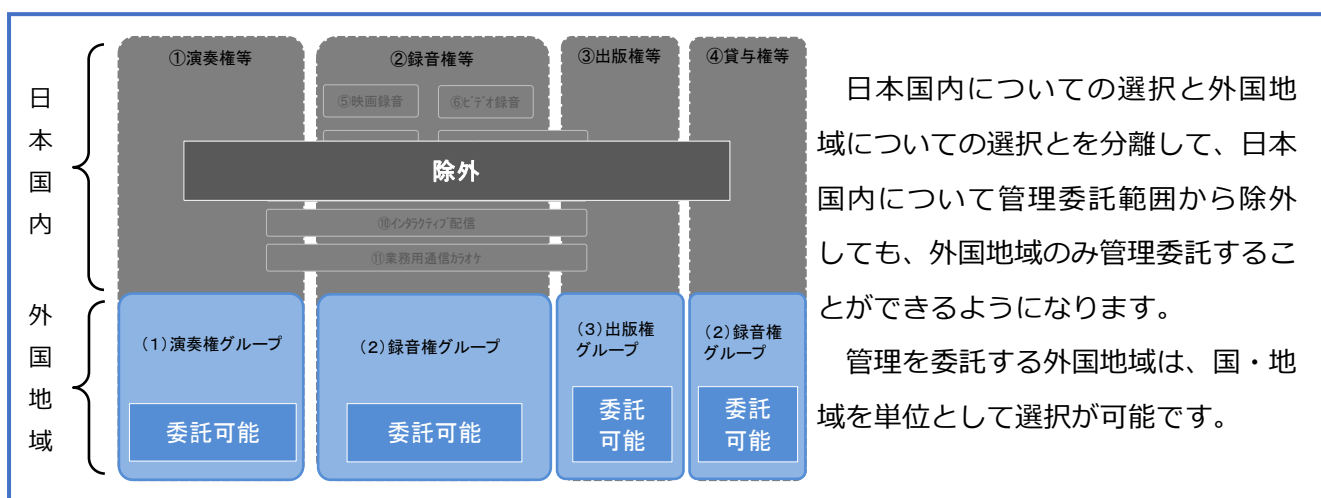 日本国内
①演奏権等
②録音権等
③出版権等
④貸与権等
⑤映画録音
⑥ビデオ録音
除外
⑩インタラクティブ配信
⑪業務用通信カラオケ
外国地域
(1)演奏権グループ
(2)録音権グループ
(3)出版権
グループ
(2)録音権
グループ
委託可能
委託可能
委託
可能
委託
可能
日本国内についての選択と外国地
域についての選択とを分離して、日本
国内について管理委託範囲から除外
しても、外国地域のみ管理委託するこ
とができるようになります。
管理を委託する外国地域は、国・地
域を単位として選択が可能です。